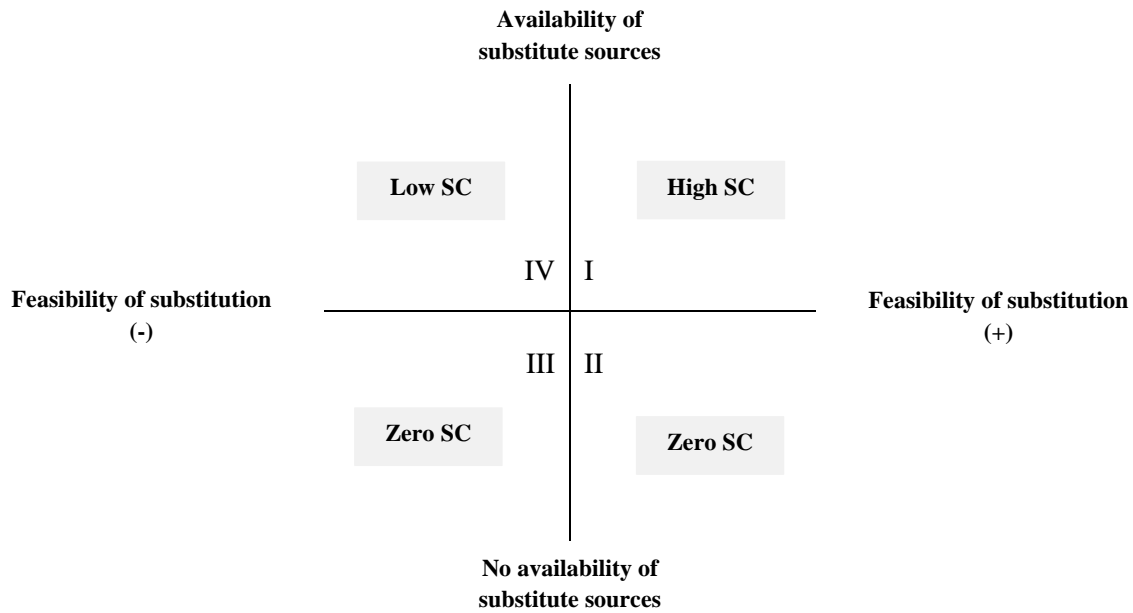 Availability of
substitute sources
Low SC
High SC
IV
I
Feasibility of substitution
(-)
Feasibility of substitution
(+)
III
II
Zero SC
Zero SC
No availability of
substitute sources